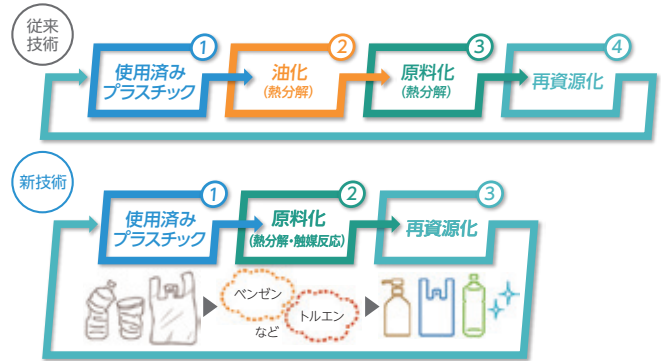 従来
技術
1
使用済み
プラスチック
2
油化
(熱分解)
3
原料化
(熱分解)
4
再資源化
新技術
1
使用済み
プラスチック
2
原料化
(熱分解・触媒反応)
3
再資源化
ベンゼン
トルエン
など